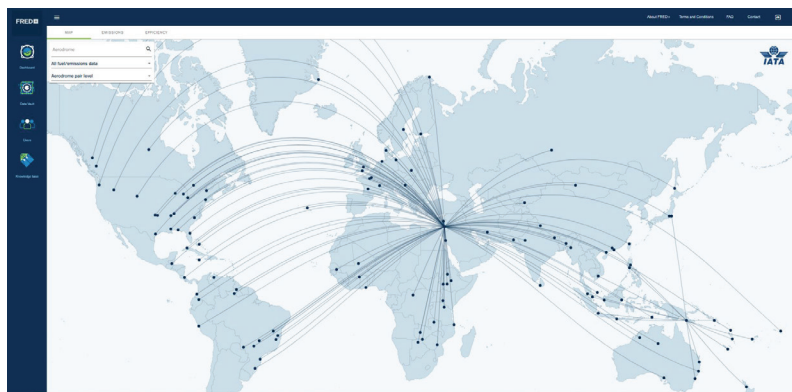 FRED+
About FRED+
Terms and Conditions
FAQ
Contact
MAP
EMISSIONS
EFFICIENCY
Aerodrome
All fuel/emissions data
Aerodrome pair level
Dashboard
Data Vault
Users
Knowledge base
IATA